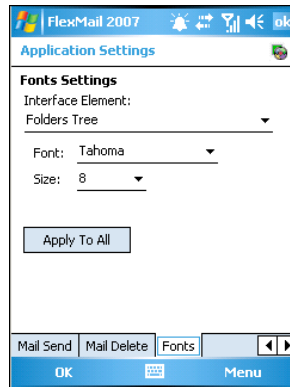 FlexMail 2007 ok
Application Settings
Fonts Settings
Interface Element:
Folders Tree
Font: Tahoma
Size: 8
Apply To All
Mail Send Mail Delete Fonts
OK Menu